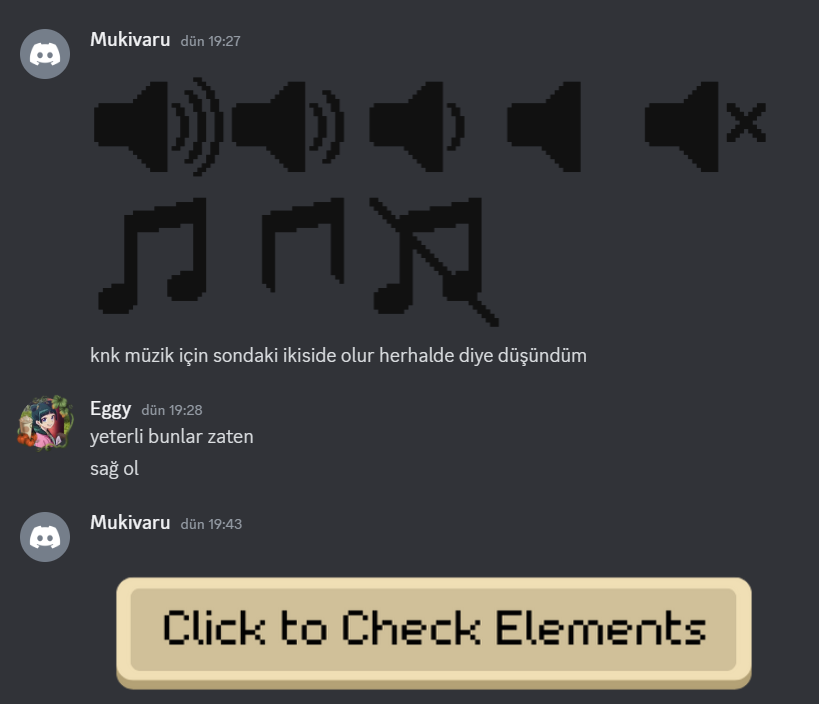 Mukivaru dün 19:27
knk müzik için sondaki ikiside olur herhalde diye düşündüm
Eggy dün 19:28
yeterli bunlar zaten
sağ ol
Mukivaru dün 19:43
Click to Check Elements